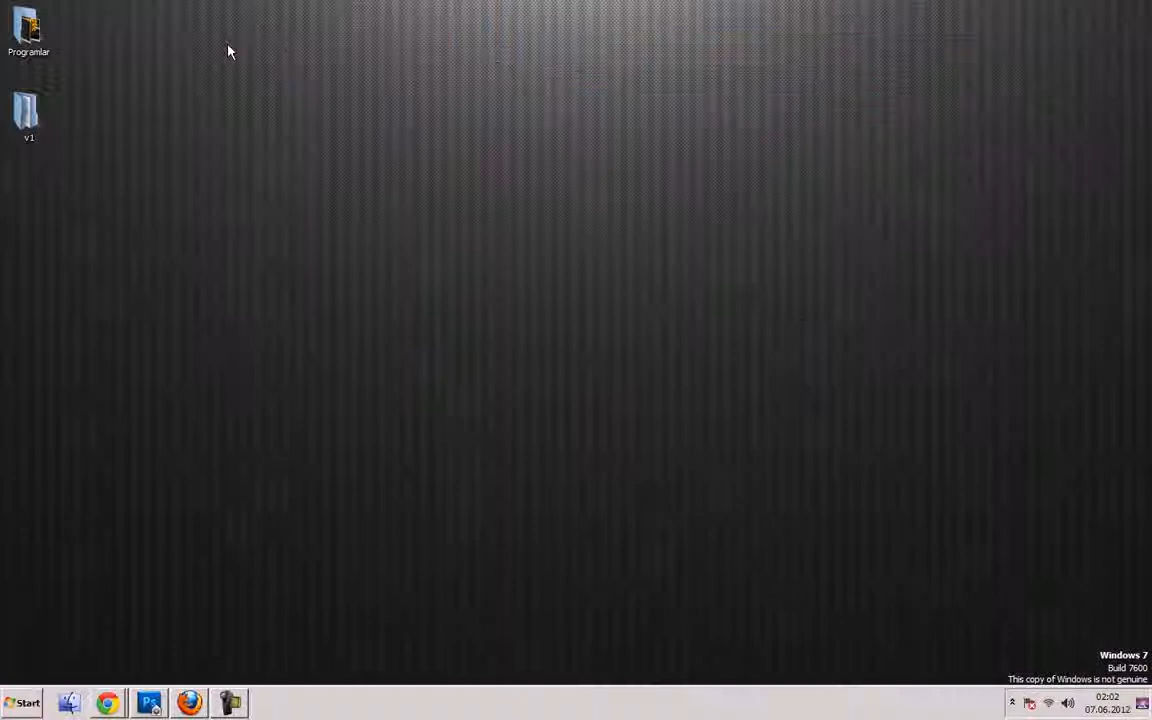 Programlar
v1
Windows 7
Build 7600
This copy of Windows is not genuine
Start
Ps
02:02
07.06.2012